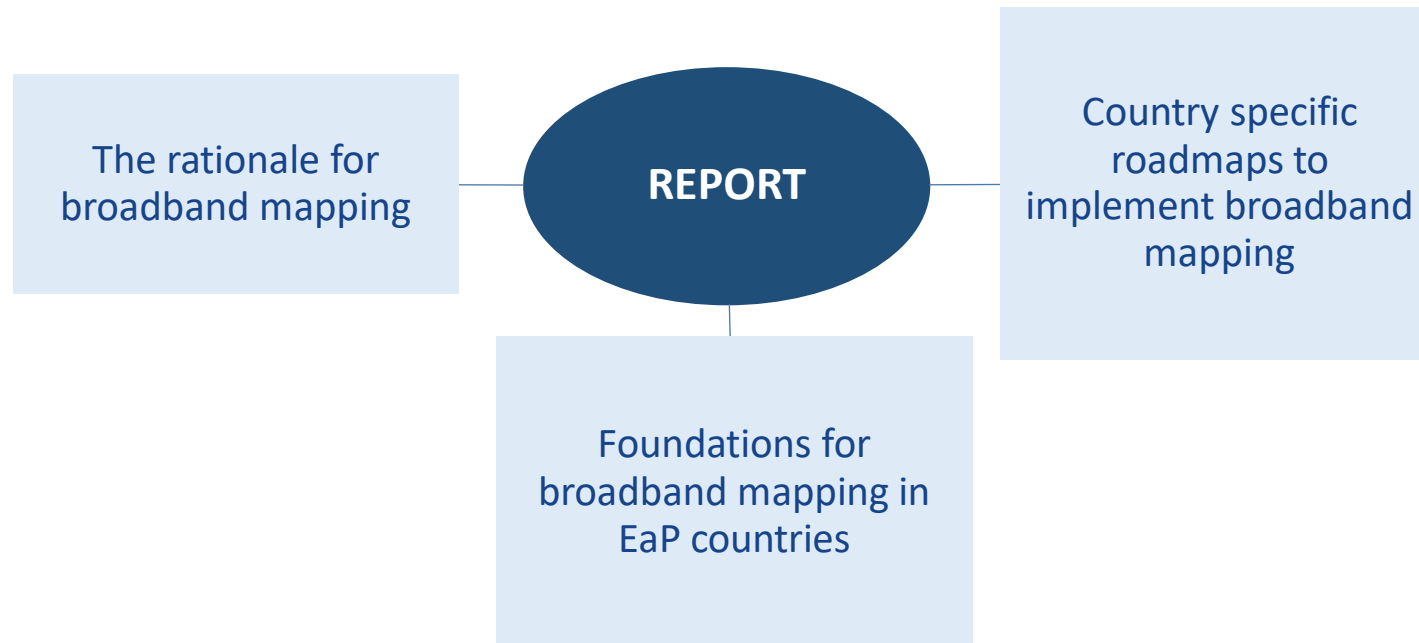 The rationale for
broadband mapping
REPORT
Country specific
roadmaps to
implement broadband
mapping
Foundations for
broadband mapping in
EaP countries